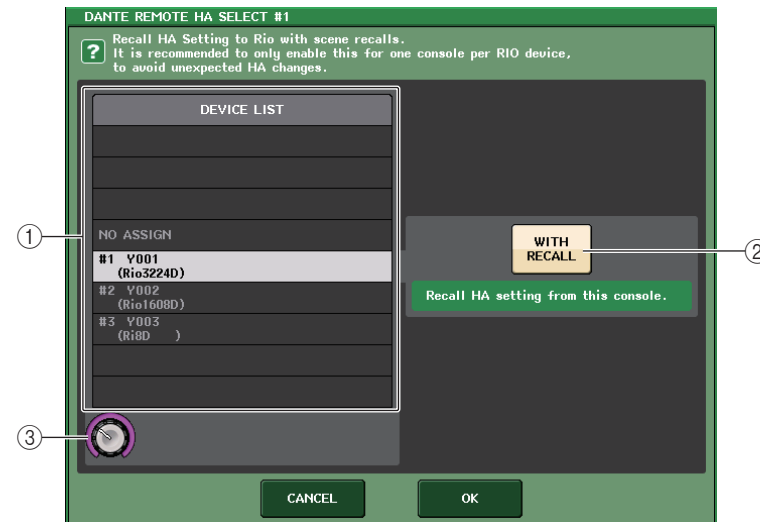 DANTE REMOTE HA SELECT #1
? Recall HA Setting to Rio with scene recalls.
It is recommended to only enable this for one console per RIO device,
to avoid unexpected HA changes.
DEVICE LIST
NO ASSIGN
#1 Y001
(Rio3224D)
#2 Y002
(Rio1608D)
#3 Y003
(Ri8D )
WITH
RECALL
Recall HA setting from this console.
CANCEL
OK
①
②
③